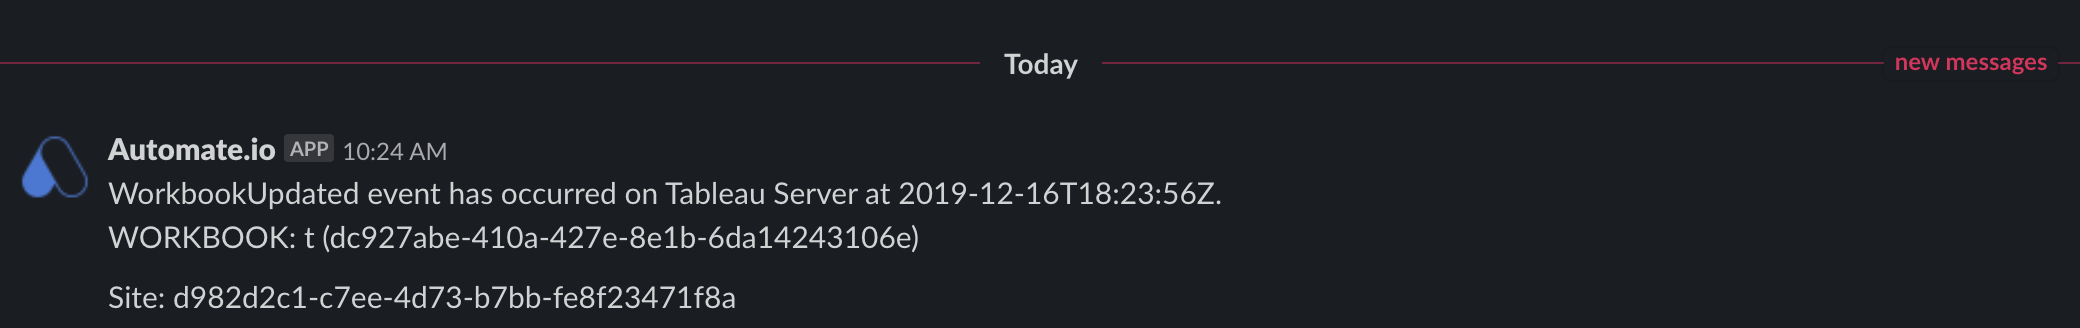 Today
new messages
Automate.io APP 10:24 AM
WorkbookUpdated event has occurred on Tableau Server at 2019-12-16T18:23:56Z.
WORKBOOK: t (dc927abe-410a-427e-8e1b-6da14243106e)
Site: d982d2c1-c7ee-4d73-b7bb-fe8f23471f8a